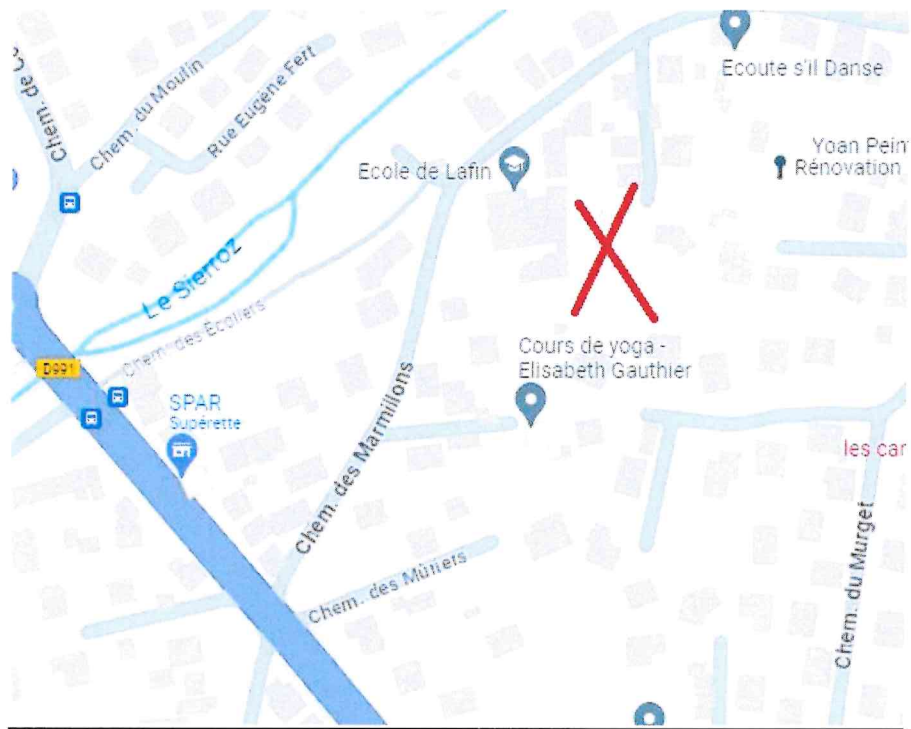 Chem. du Moulin
Rue Eugène Fert
Ecoute s'il Danse
Yoan Pein
Rénovation
Ecole de Lafin
Le Sierroz
Chem. des Écoliers
D991
SPAR
Supérette
Cours de yoga -
Elisabeth Gauthier
Chem. des Marmillons
les car
Chem. du Murget
Chem. des Mûriers